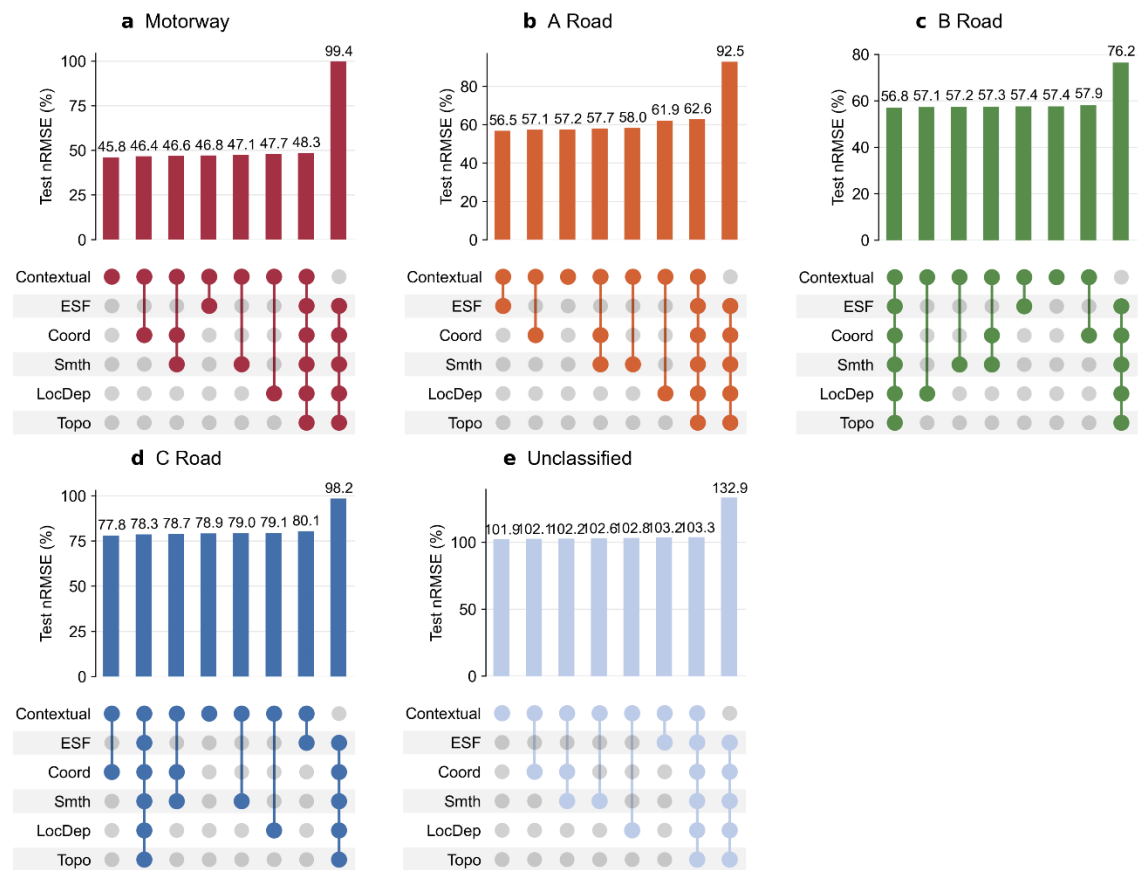 a Motorway
Test nRMSE (%)
100
75
50
25
0
45.8 46.4 46.6 46.8 47.1 47.7 48.3 99.4
Contextual
ESF
Coord
Smth
LocDep
Topo
b A Road
Test nRMSE (%)
80
60
40
20
0
56.5 57.1 57.2 57.7 58.0 61.9 62.6 92.5
c B Road
Test nRMSE (%)
80
60
40
20
0
56.8 57.1 57.2 57.3 57.4 57.4 57.9 76.2
Contextual
ESF
Coord
Smth
LocDep
Topo
Contextual
ESF
Coord
Smth
LocDep
Topo
d C Road
Test nRMSE (%)
100
75
50
25
0
77.8 78.3 78.7 78.9 79.0 79.1 80.1 98.2
Contextual
ESF
Coord
Smth
LocDep
Topo
e Unclassified
Test nRMSE (%)
100
50
0
101.9 102.1 102.2 102.6 102.8 103.2 103.3 132.9
Contextual
ESF
Coord
Smth
LocDep
Topo